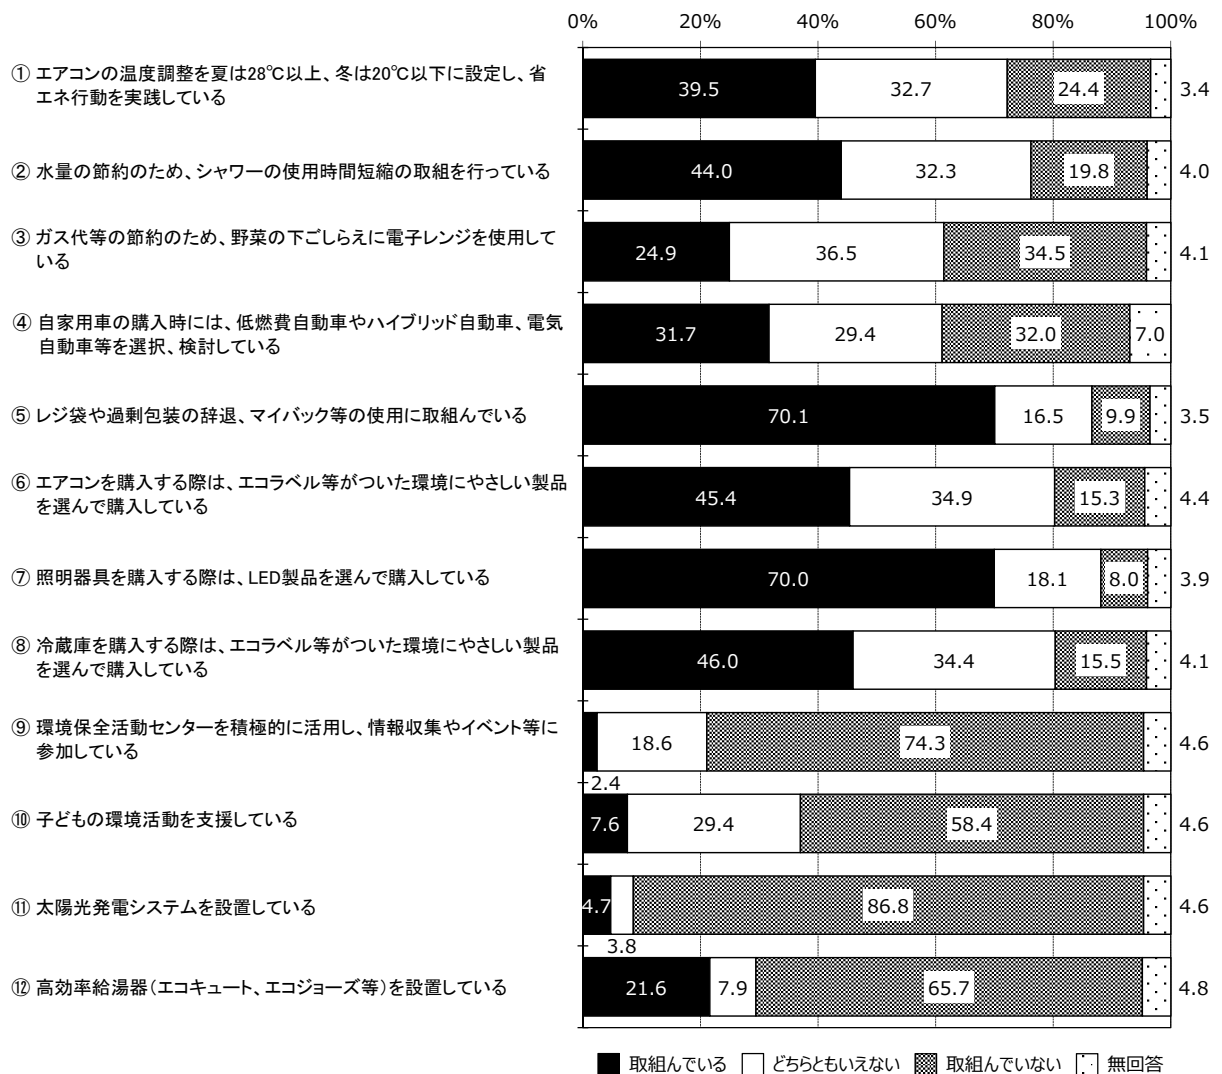 0% 20% 40% 60% 80% 100%
① エアコンの温度調整を夏は28℃以上、冬は20℃以下に設定し、省
エネ行動を実践している
39.5 32.7 24.4 3.4
② 水量の節約のため、シャワーの使用時間短縮の取組を行っている
44.0 32.3 19.8 4.0
③ ガス代等の節約のため、野菜の下ごしらえに電子レンジを使用して
いる
24.9 36.5 34.5 4.1
④ 自家用車の購入時には、低燃費自動車やハイブリッド自動車、電気
自動車等を選択、検討している
31.7 29.4 32.0 7.0
⑤ レジ袋や過剰包装の辞退、マイバック等の使用に取組んでいる
70.1 16.5 9.9 3.5
⑥ エアコンを購入する際は、エコラベル等がついた環境にやさしい製品
を選んで購入している
45.4 34.9 15.3 4.4
⑦ 照明器具を購入する際は、LED製品を選んで購入している
70.0 18.1 8.0 3.9
⑧ 冷蔵庫を購入する際は、エコラベル等がついた環境にやさしい製品
を選んで購入している
46.0 34.4 15.5 4.1
⑨ 環境保全活動センターを積極的に活用し、情報収集やイベント等に
参加している
18.6 74.3 4.6
2.4
⑩ 子どもの環境活動を支援している
7.6 29.4 58.4 4.6
⑪ 太陽光発電システムを設置している
4.7 86.8 4.6
3.8
⑫ 高効率給湯器(エコキュート、エコジョーズ等)を設置している
21.6 7.9 65.7 4.8
取組んでいる どちらともいえない 取組んでいない 無回答